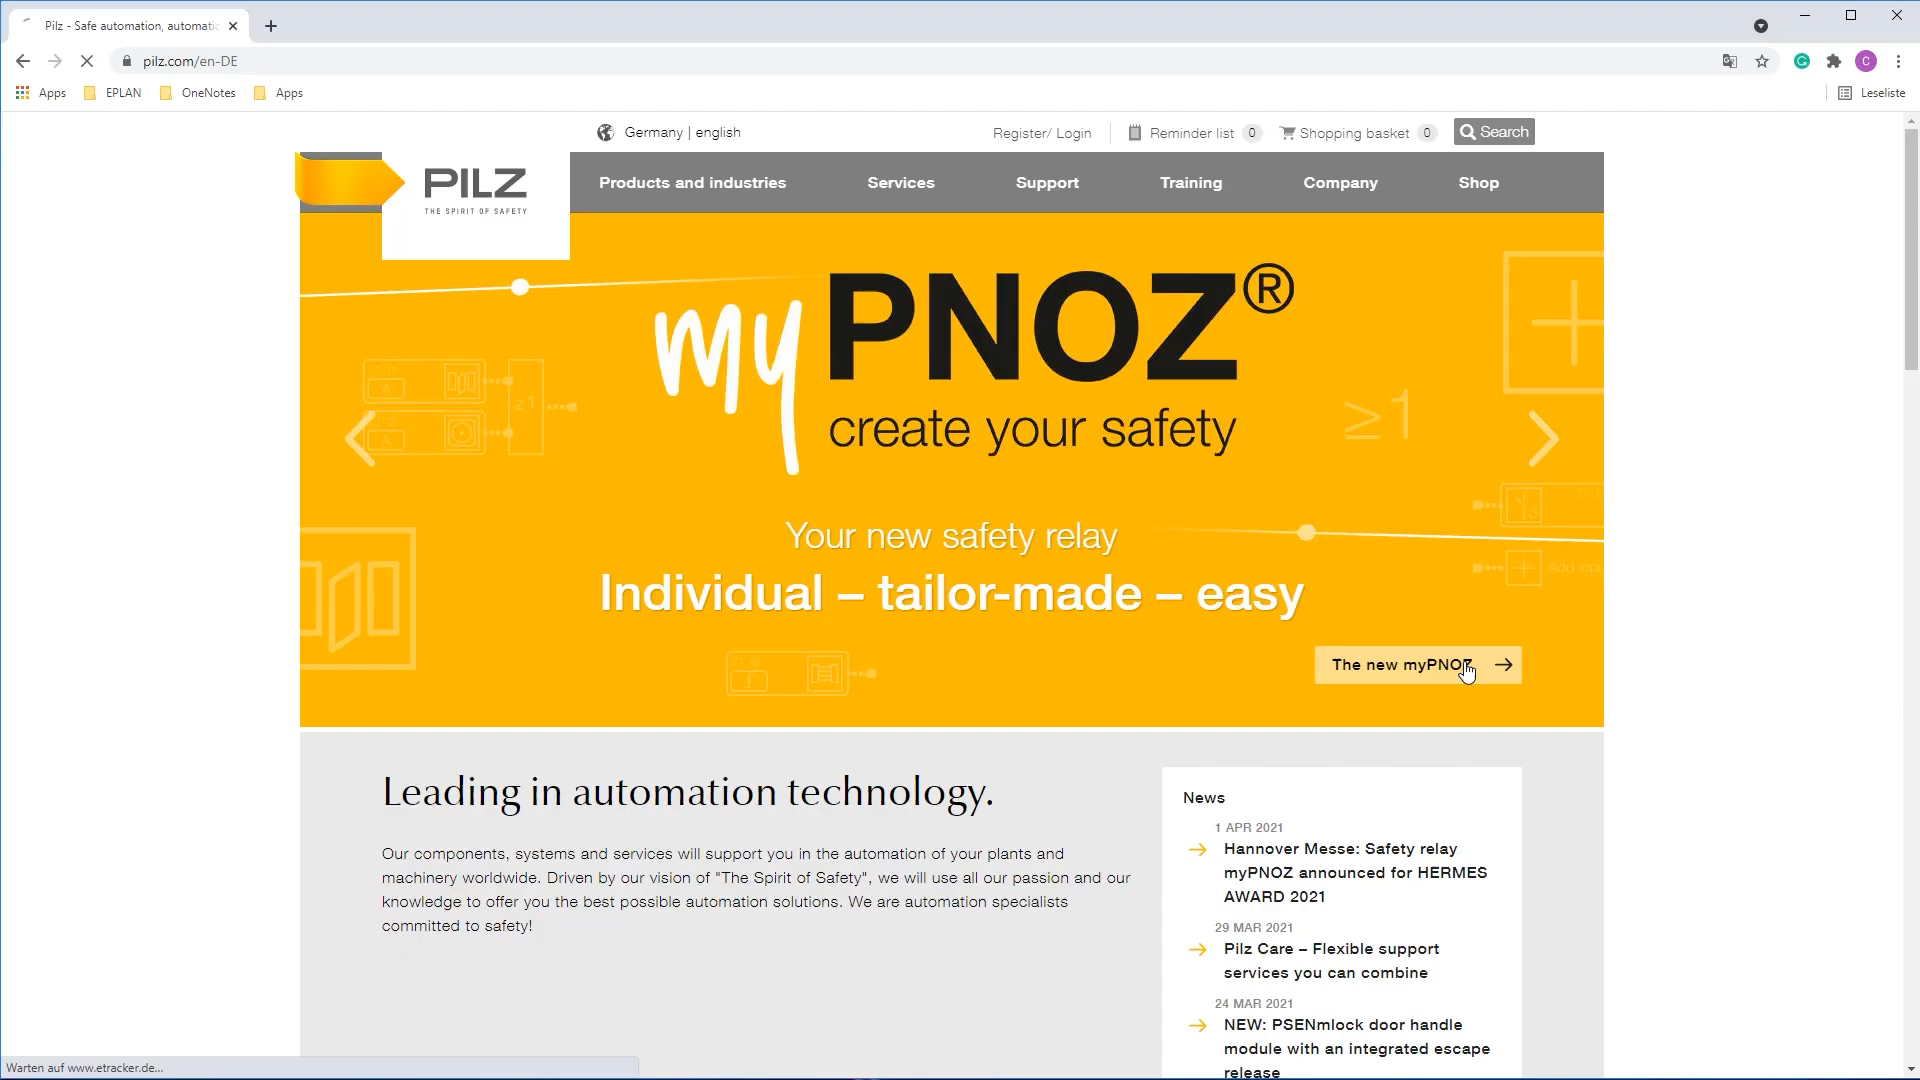 Pilz - Safe automation, automatic
pilz.com/en-DE
C
Apps
EPLAN
OneNotes
Apps
Leseliste
Germany | english
Register/ Login
Reminder list 0
Shopping basket 0
Search
PILZ
THE SPIRIT OF SAFETY
Products and industries
Services
Support
Training
Company
Shop
my PNOZ®
create your safety
≥1
A
≥1
A
Your new safety relay
Individual – tailor-made – easy
The new myPNOZ
Leading in automation technology.
Our components, systems and services will support you in the automation of your plants and
machinery worldwide. Driven by our vision of "The Spirit of Safety", we will use all our passion and our
knowledge to offer you the best possible automation solutions. We are automation specialists
committed to safety!
News
1 APR 2021
Hannover Messe: Safety relay
myPNOZ announced for HERMES
AWARD 2021
29 MAR 2021
Pilz Care – Flexible support
services you can combine
24 MAR 2021
NEW: PSENmlock door handle
module with an integrated escape
release
Warten auf www.etracker.de...